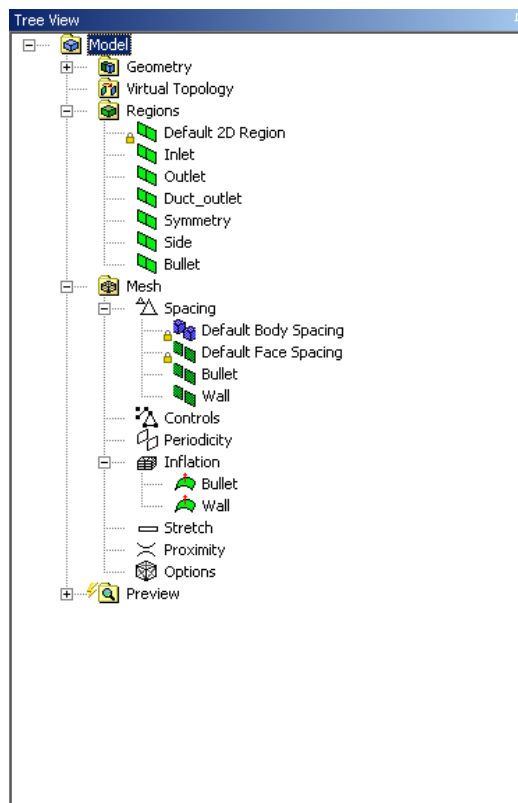 Tree View
Model
Geometry
Virtual Topology
Regions
Default 2D Region
Inlet
Outlet
Duct_outlet
Symmetry
Side
Bullet
Mesh
Spacing
Default Body Spacing
Default Face Spacing
Bullet
Wall
Controls
Periodicity
Inflation
Bullet
Wall
Stretch
Proximity
Options
Preview